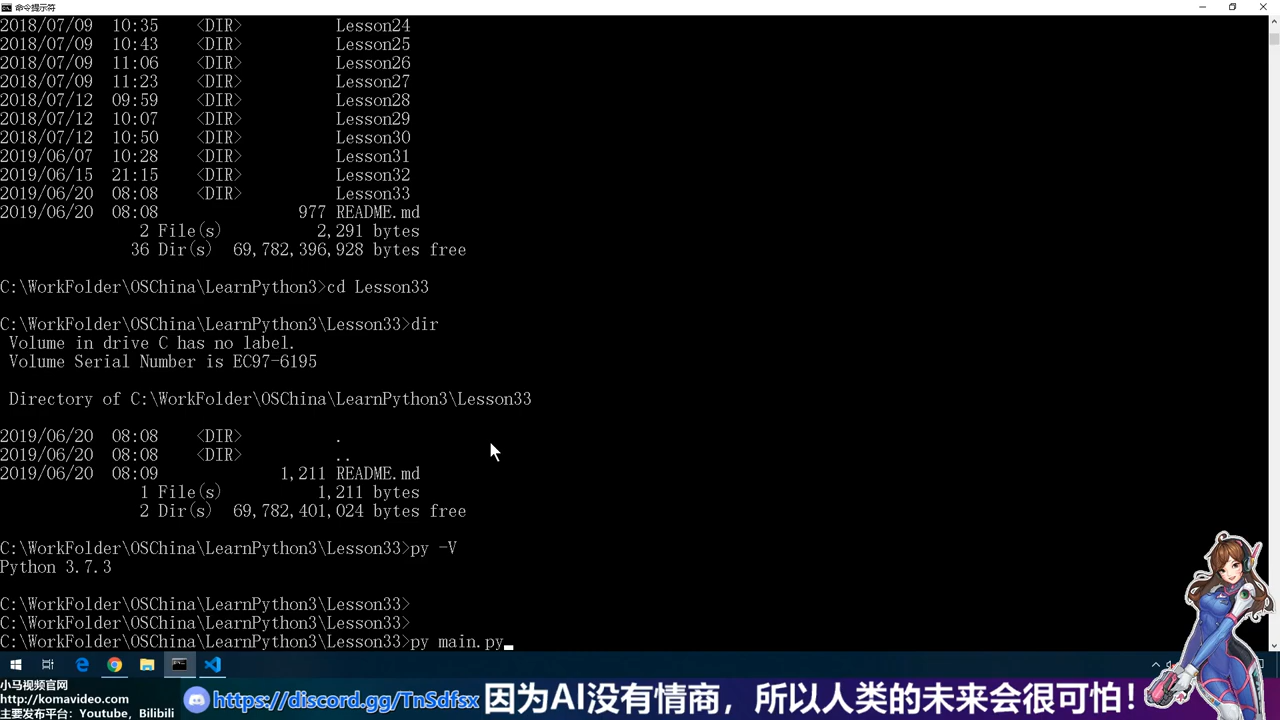 命令提示符
2018/07/09  10:35    <DIR>          Lesson24
2018/07/09  10:43    <DIR>          Lesson25
2018/07/09  11:06    <DIR>          Lesson26
2018/07/09  11:23    <DIR>          Lesson27
2018/07/12  09:59    <DIR>          Lesson28
2018/07/12  10:07    <DIR>          Lesson29
2018/07/12  10:50    <DIR>          Lesson30
2019/06/07  10:28    <DIR>          Lesson31
2019/06/15  21:15    <DIR>          Lesson32
2019/06/20  08:08    <DIR>          Lesson33
2019/06/20  08:08               977 README.md
               2 File(s)          2,291 bytes
              36 Dir(s)  69,782,396,928 bytes free
C:\WorkFolder\OSChina\LearnPython3>cd Lesson33
C:\WorkFolder\OSChina\LearnPython3\Lesson33>dir
 Volume in drive C has no label.
 Volume Serial Number is EC97-6195
 Directory of C:\WorkFolder\OSChina\LearnPython3\Lesson33
2019/06/20  08:08    <DIR>          .
2019/06/20  08:08    <DIR>          ..
2019/06/20  08:09             1,211 README.md
               1 File(s)          1,211 bytes
               2 Dir(s)  69,782,401,024 bytes free
C:\WorkFolder\OSChina\LearnPython3\Lesson33>py -V
Python 3.7.3
C:\WorkFolder\OSChina\LearnPython3\Lesson33>
C:\WorkFolder\OSChina\LearnPython3\Lesson33>
C:\WorkFolder\OSChina\LearnPython3\Lesson33>py main.py
小马视频官网
http://komavideo.com
主要发布平台：Youtube，Bilibili
https://discord.gg/TnSdfsx 因为AI没有情商，所以人类的未来会很可怕！